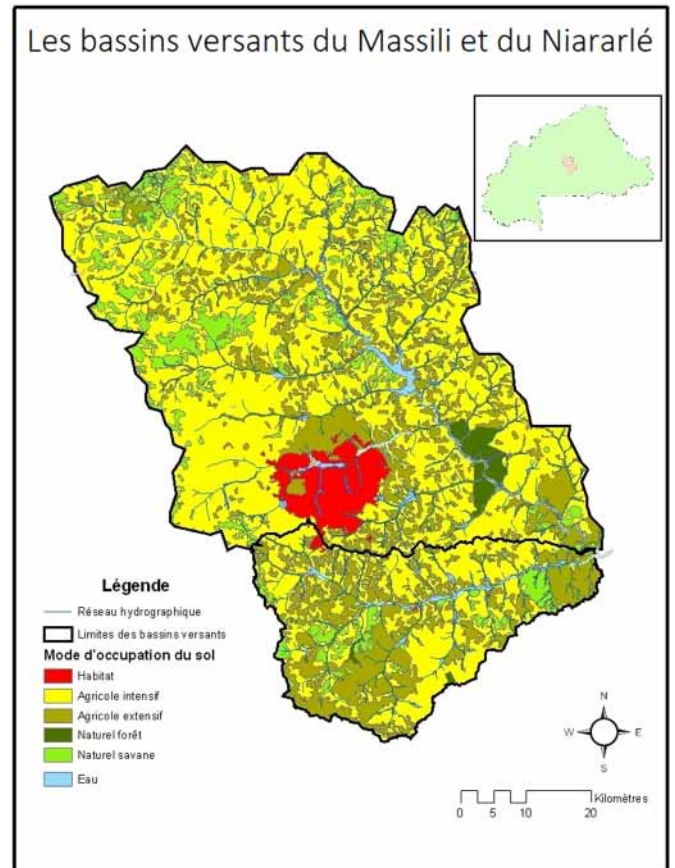 Les bassins versants du Massili et du Niararlé
Légende
Réseau hydrographique
Limites des bassins versants
Mode d'occupation du sol
Habitat
Agricole intensif
Agricole extensif
Naturel forêt
Naturel savane
Eau
N
W E
S
Kilomètres
0 5 10 20